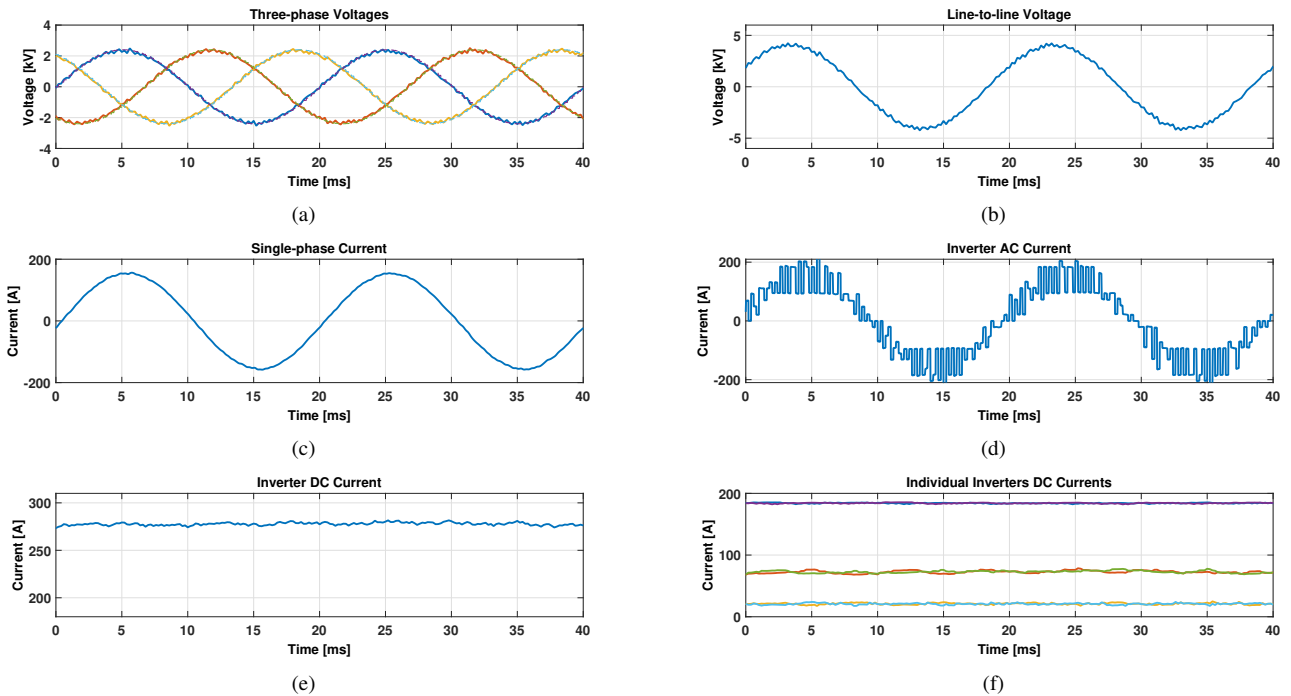 Three-phase Voltages
Voltage [kV]
4
2
0
-2
-4
0 5 10 15 20 25 30 35 40
Time [ms]
(a)
Line-to-line Voltage
Voltage [kV]
5
0
-5
0 5 10 15 20 25 30 35 40
Time [ms]
(b)
Single-phase Current
Current [A]
200
0
-200
0 5 10 15 20 25 30 35 40
Time [ms]
(c)
Inverter AC Current
Current [A]
200
0
-200
0 5 10 15 20 25 30 35 40
Time [ms]
(d)
Inverter DC Current
Current [A]
300
250
200
0 5 10 15 20 25 30 35 40
Time [ms]
(e)
Individual Inverters DC Currents
Current [A]
200
100
0
0 5 10 15 20 25 30 35 40
Time [ms]
(f)